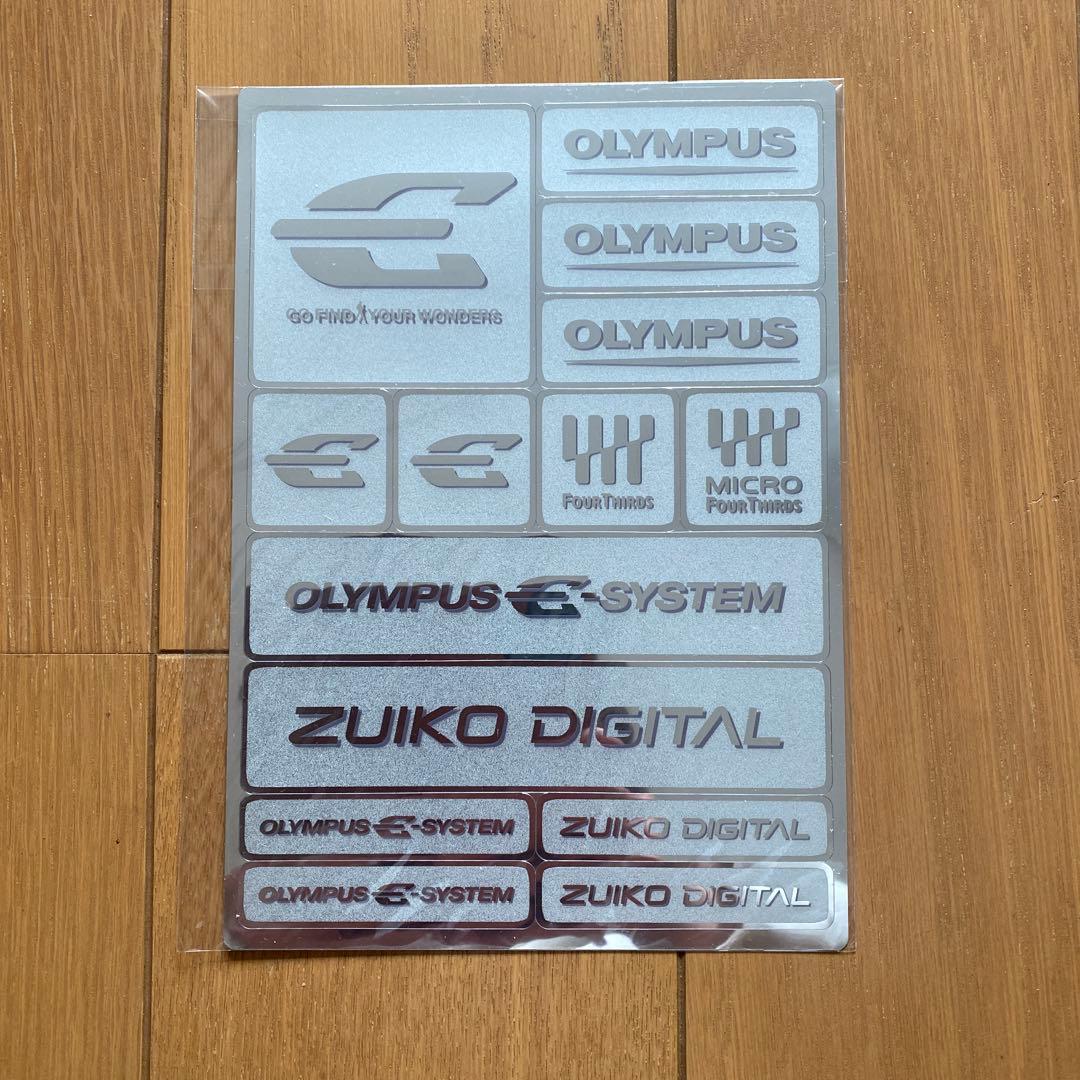 OLYMPUS
OLYMPUS
OLYMPUS
E
GO FIND YOUR WONDERS
E
E
FOURTHIRDS
MICRO
FOURTHIRDS
OLYMPUS E-SYSTEM
ZUIKO DIGITAL
OLYMPUS E-SYSTEM
ZUIKO DIGITAL
OLYMPUS E-SYSTEM
ZUIKO DIGITAL